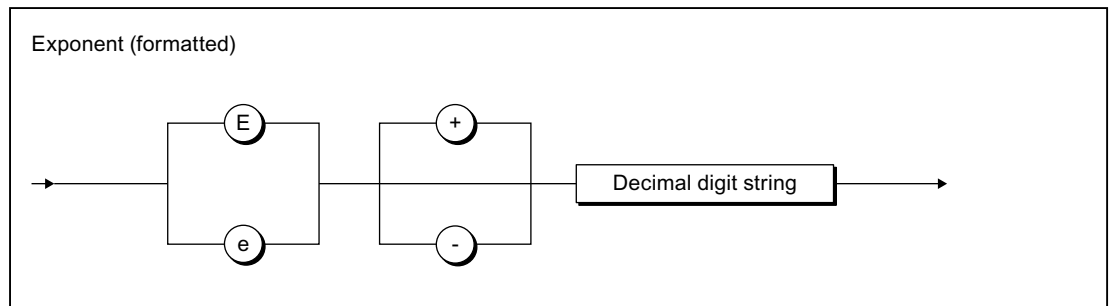 Exponent (formatted)
E
+
Decimal digit string
e
-